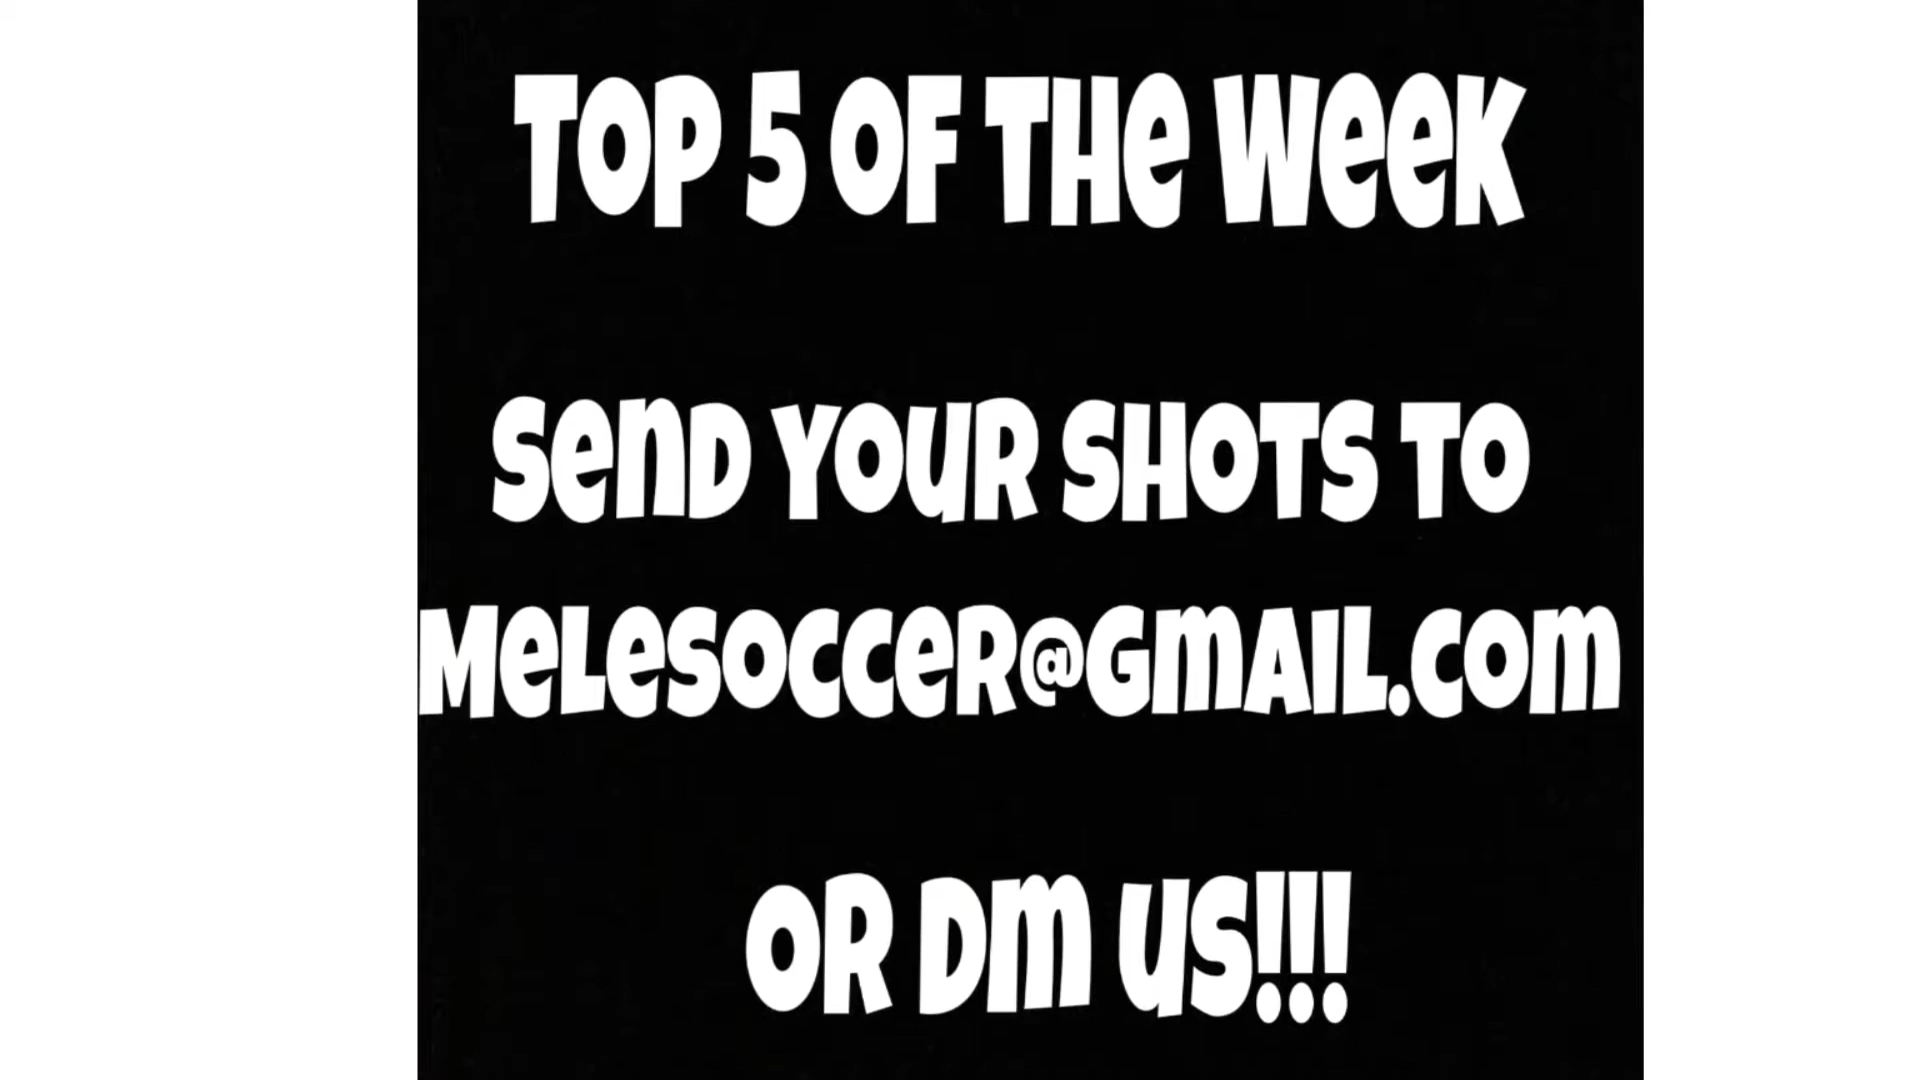 TOP 5 OF THE WEEK
SEND YOUR SHOTS TO
MELESOCCER@GMAIL.COM
OR DM US!!!